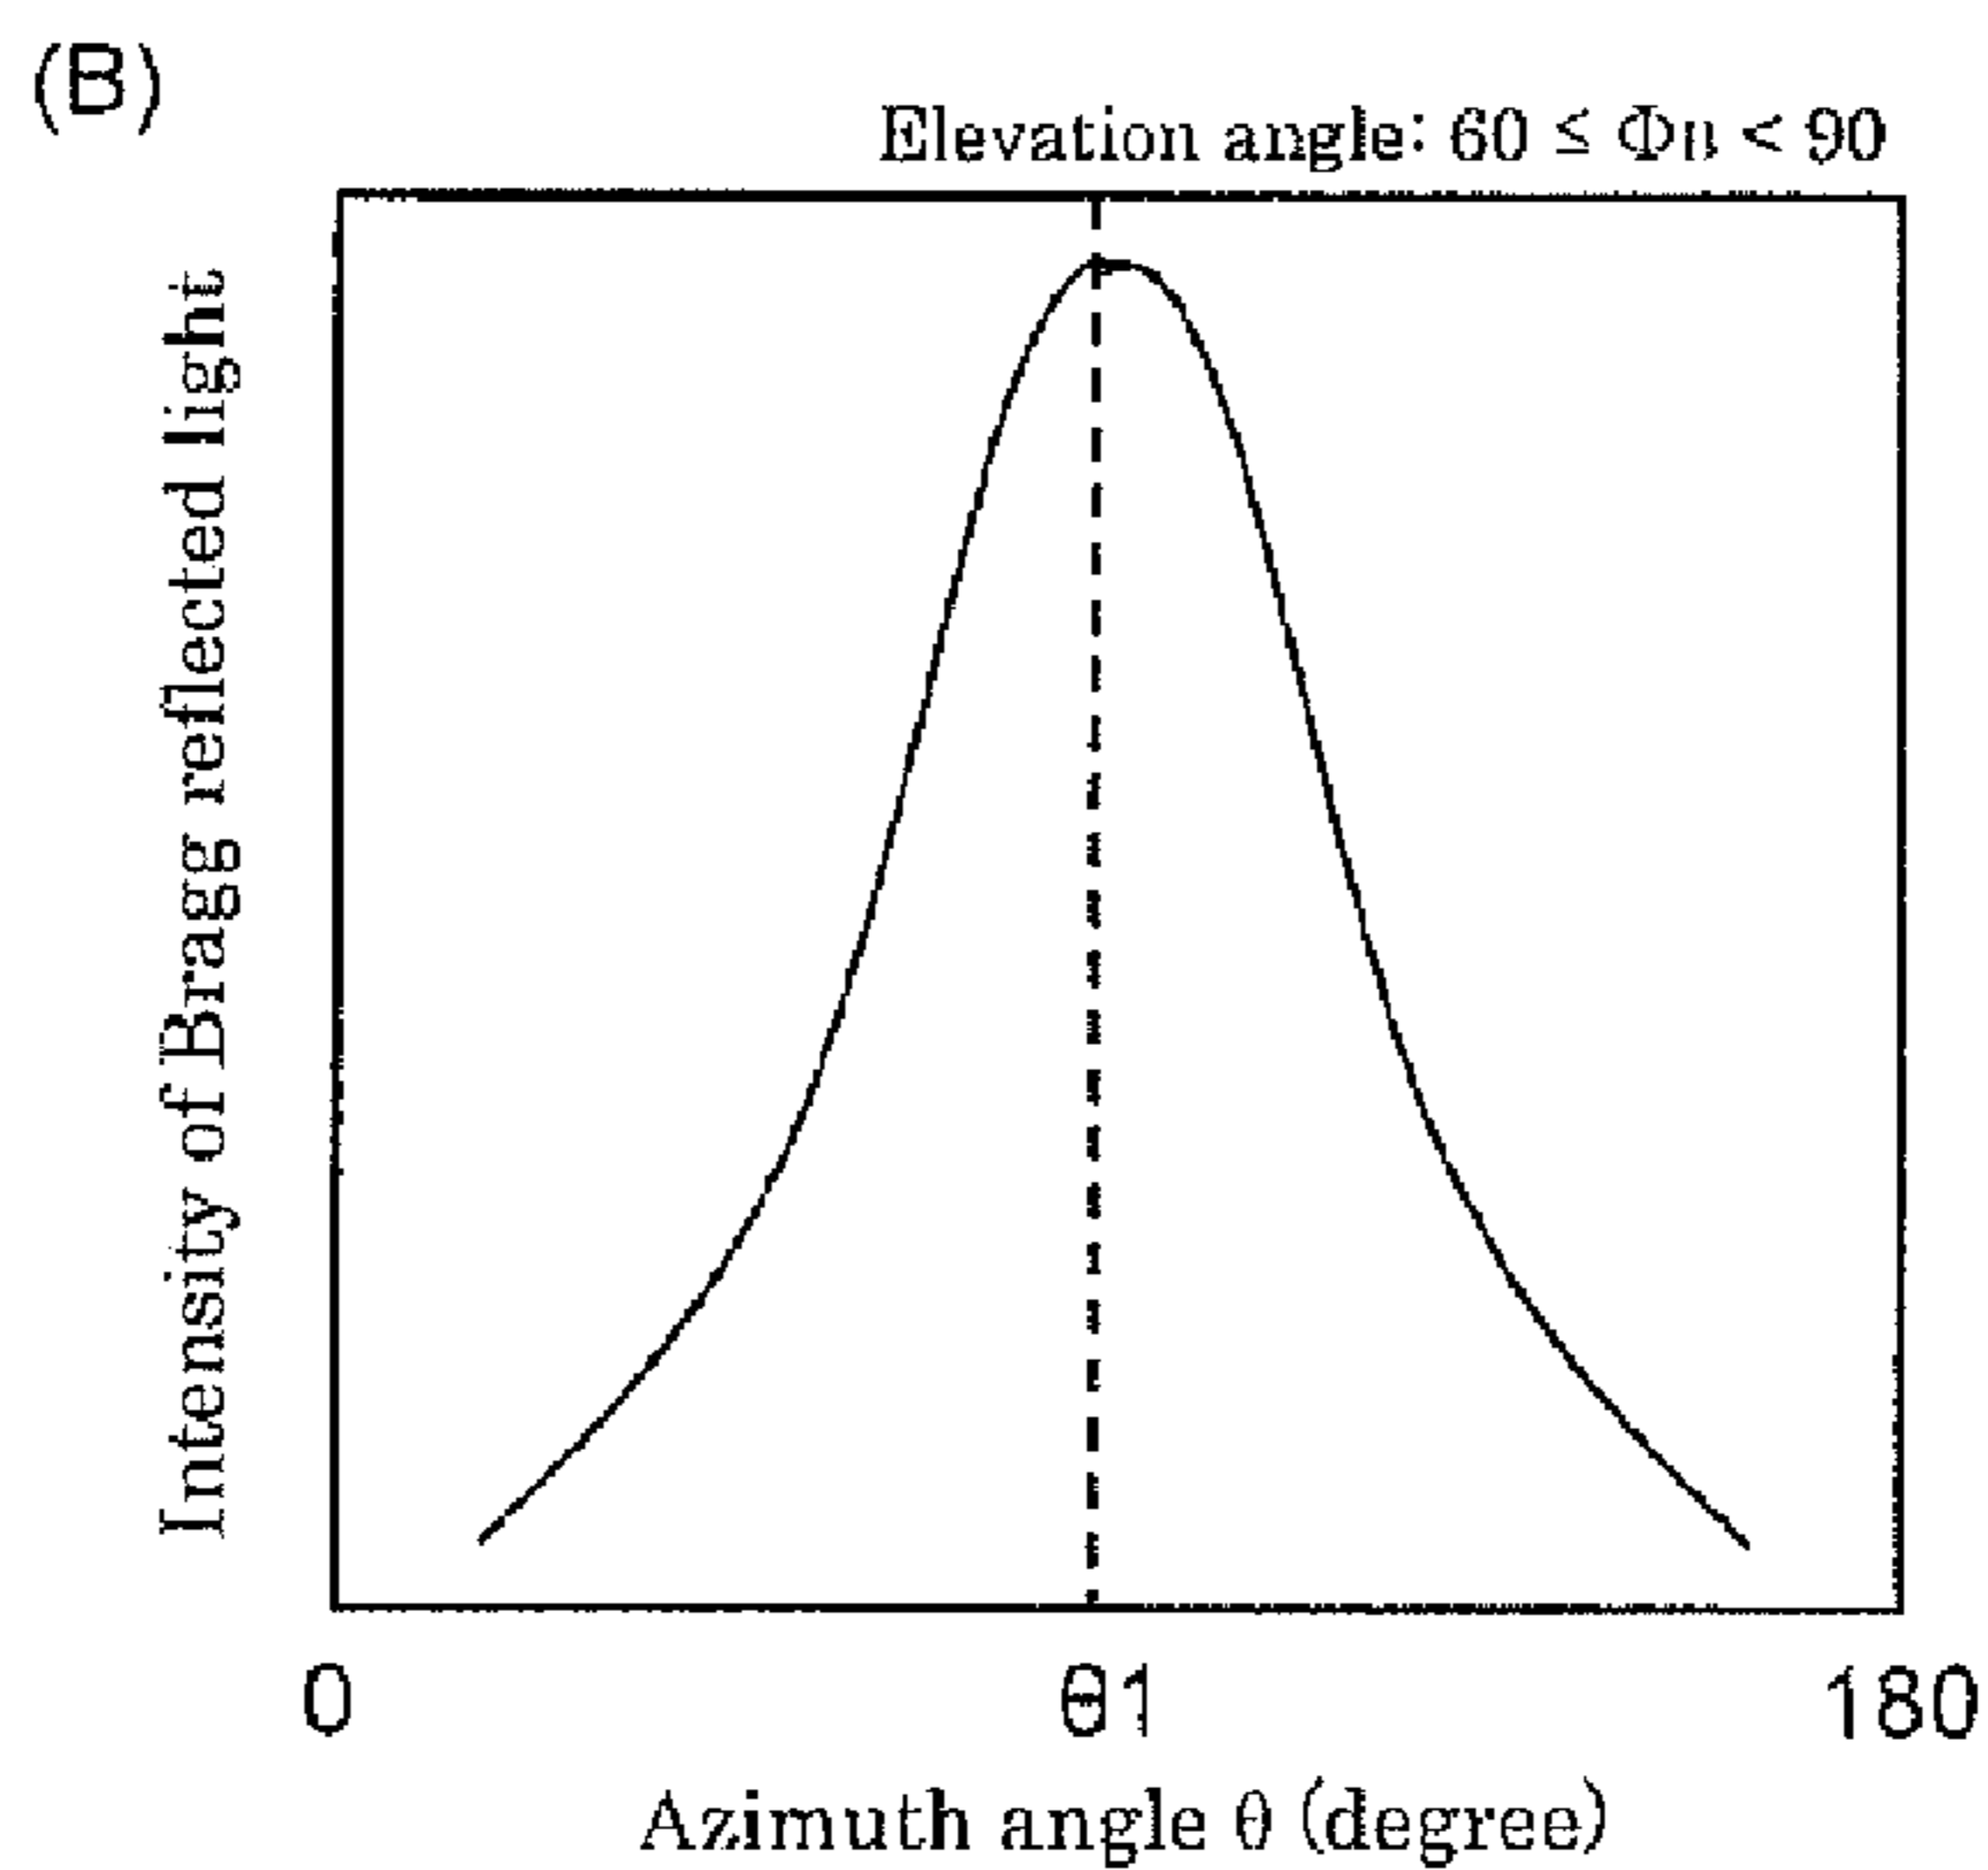 (B)
Elevation angle: 60 ≤ Φn < 90
Intensity of Bragg reflected light
0
θ1
180
Azimuth angle θ (degree)